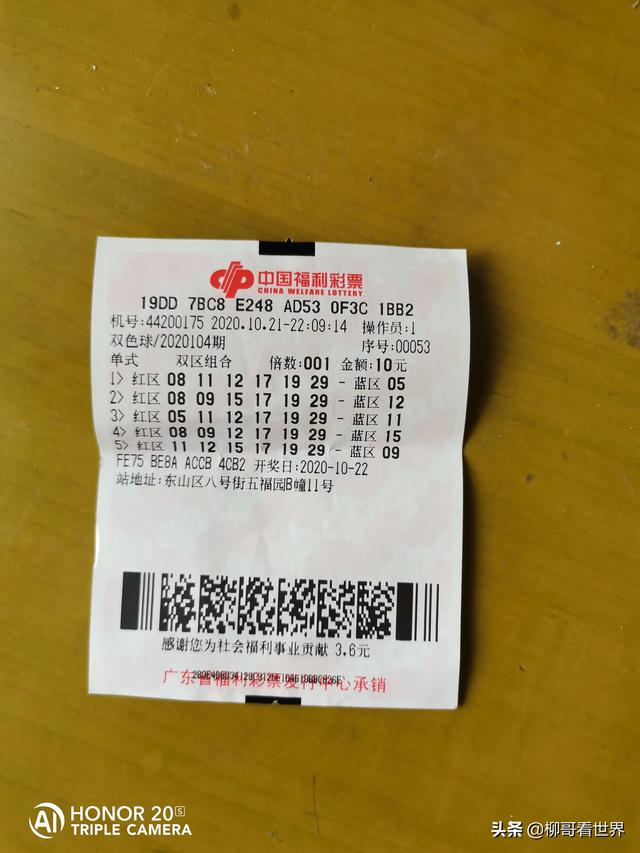 中国福利彩票
CHINA WELFARE LOTTERY
19DD 7BC8 E248 AD53 0F3C 1BB2
机号:44200175 2020.10.21-22:09:14 操作员:1
双色球/2020104期 序号:00053
单式 双区组合 倍数:001 金额:10元
1> 红区 08 11 12 17 19 29 - 蓝区 05
2> 红区 08 09 15 17 19 29 - 蓝区 12
3> 红区 05 11 12 17 19 29 - 蓝区 11
4> 红区 08 09 12 17 19 29 - 蓝区 15
5> 红区 11 12 15 17 19 29 - 蓝区 09
FE75 BE8A ACCB 4CB2 开奖日:2020-10-22
站地址:东山区八号街五福园B幢11号
感谢您为社会福利事业贡献 3.6元
广东省福利彩票发行中心承销
HONOR 20S
TRIPLE CAMERA
头条 @柳哥看世界